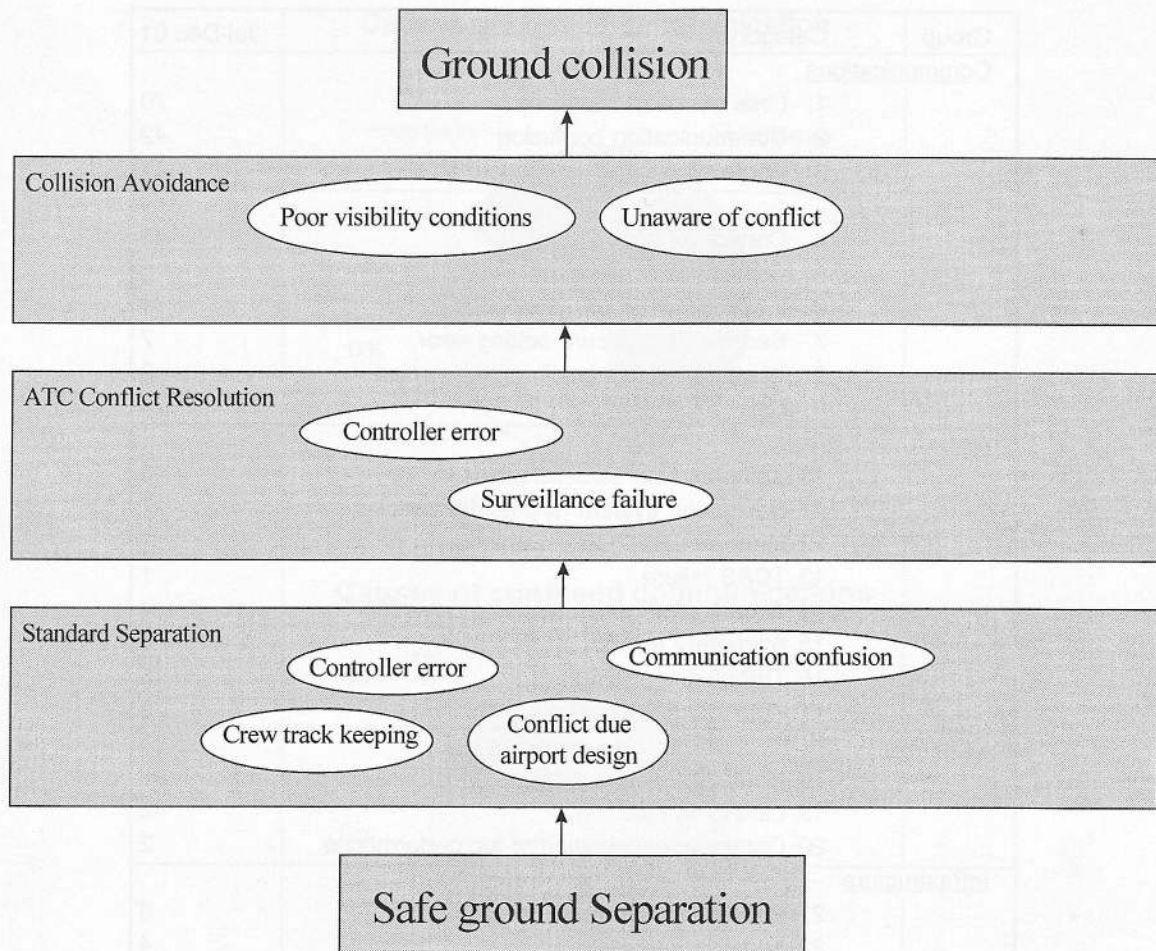 Ground collision
Collision Avoidance
Poor visibility conditions
Unaware of conflict
ATC Conflict Resolution
Controller error
Surveillance failure
Standard Separation
Controller error
Communication confusion
Crew track keeping
Conflict due
airport design
Safe ground Separation